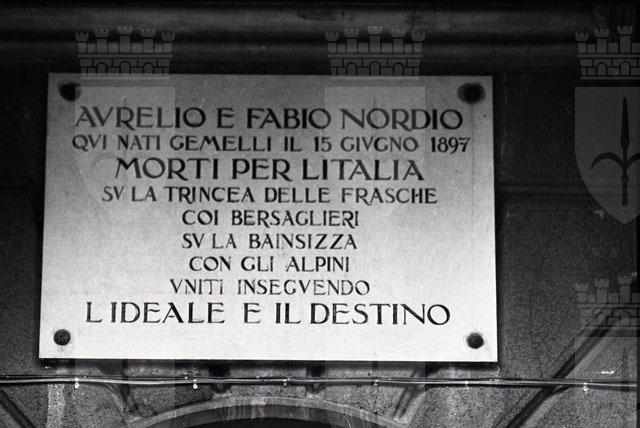 AVRELIO E FABIO NORDIO
QVI NATI GEMELLI IL 15 GIVGNO 1897
MORTI PER L'ITALIA
SV LA TRINCEA DELLE FRASCHE
COI BERSAGLIERI
SV LA BAINSIZZA
CON GLI ALPINI
VNITI INSEGVENDO
L'IDEALE E IL DESTINO